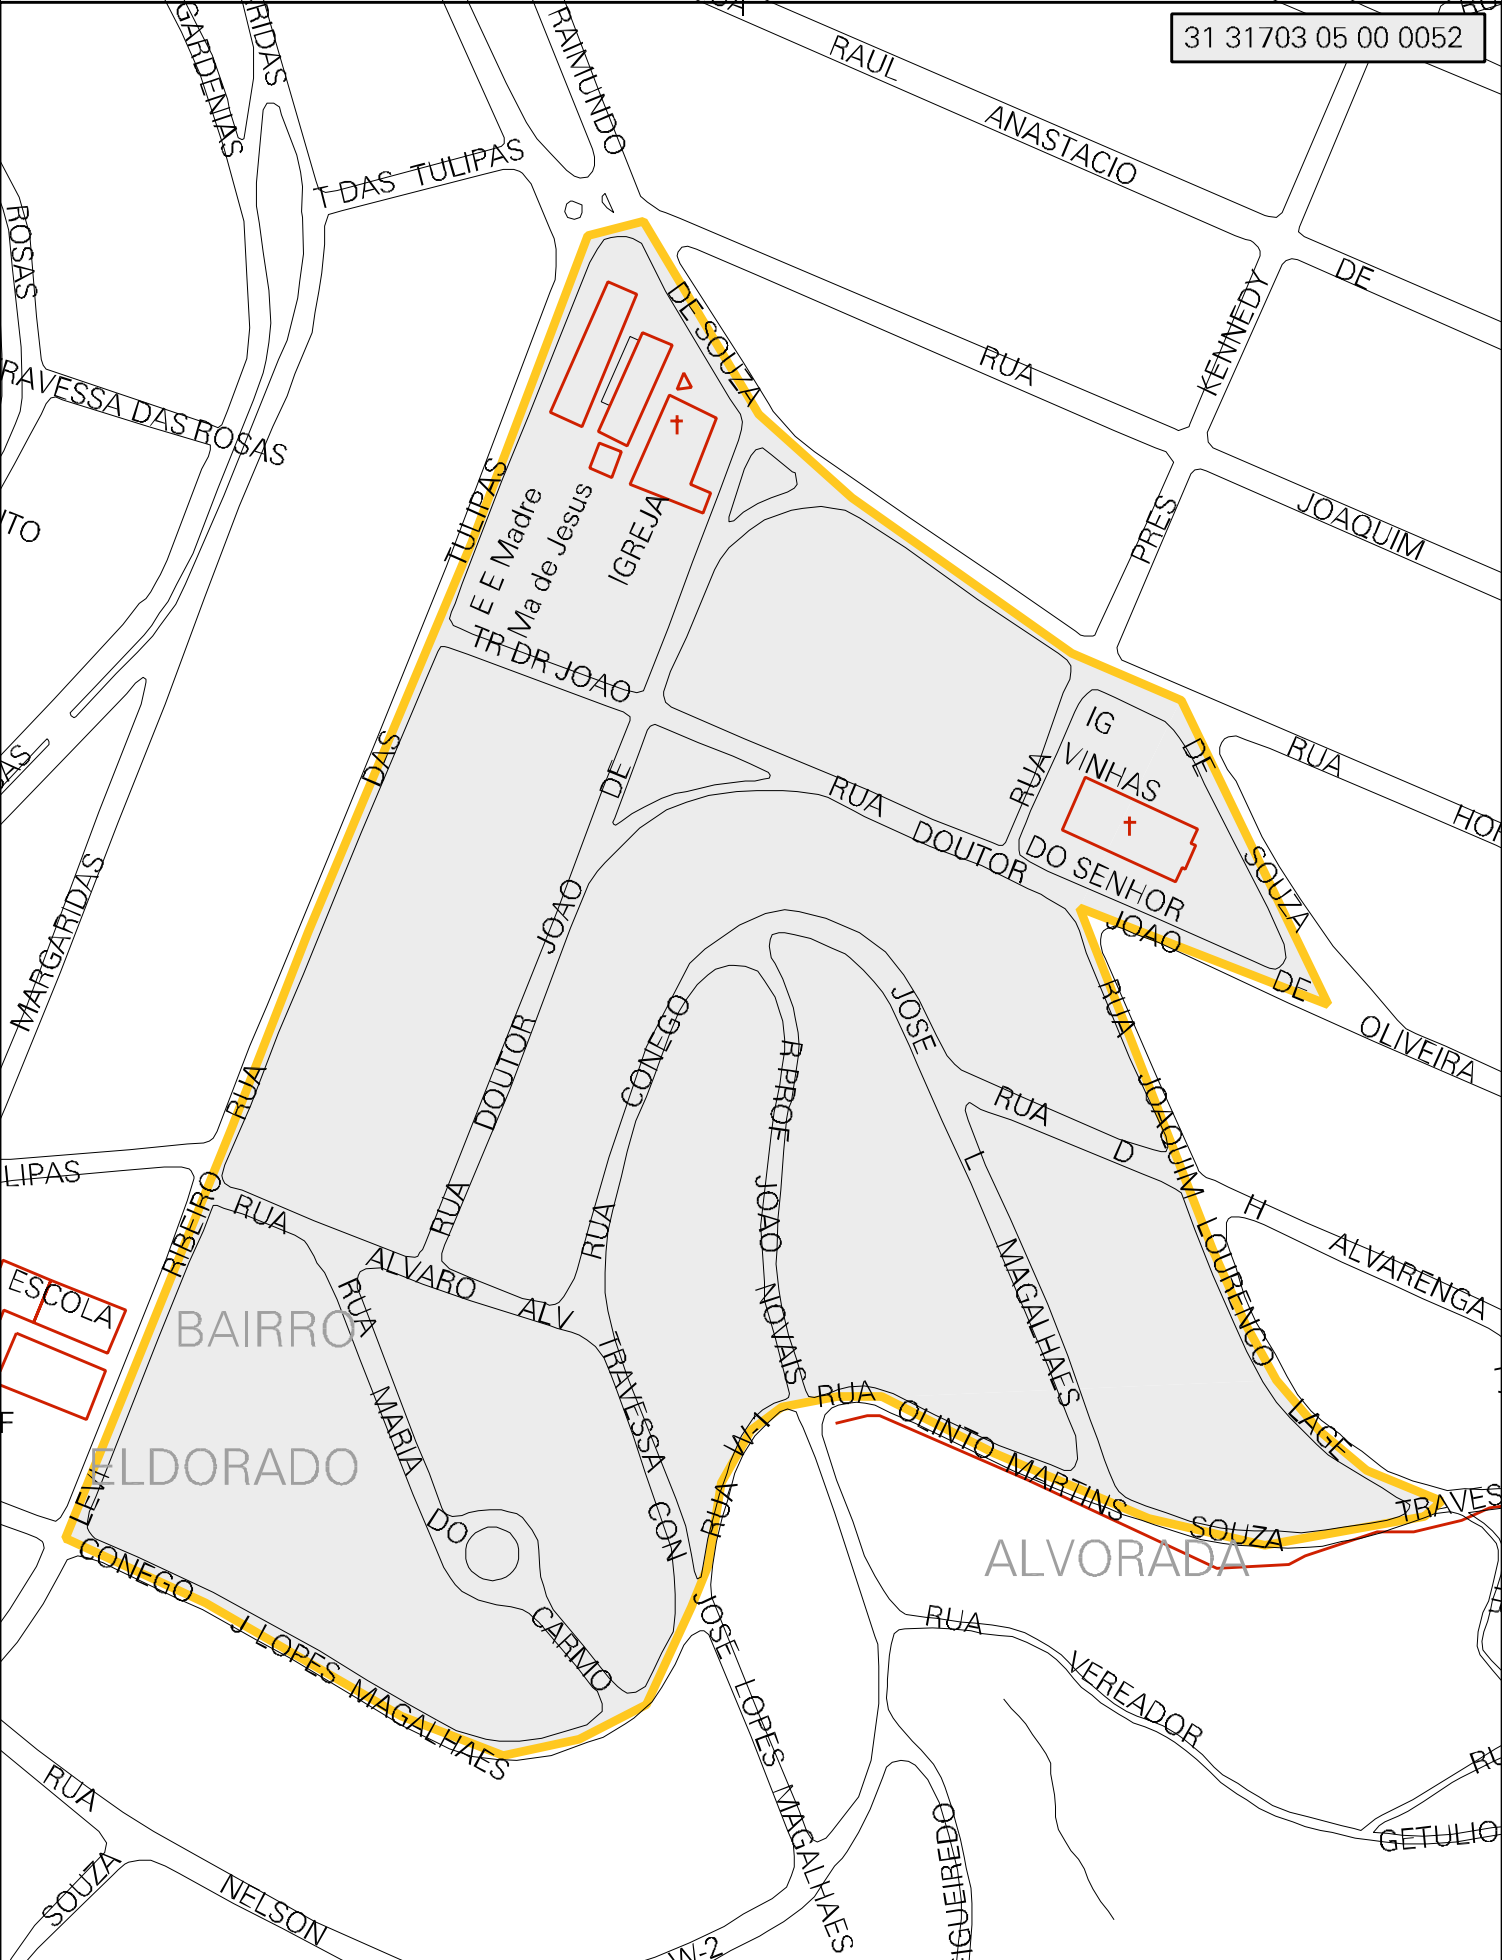 31 31703 05 00 0052
GARDENIAS
RAIMUNDO
RAUL
ANASTACIO
DE
T DAS TULIPAS
ROSAS
KENNEDY
RUA
DE SOUZA
RAVESSA DAS ROSAS
TULIPAS
PRES
JOAQUIM
E E Madre
Ma de Jesus
IGREJA
TR DR JOAO
DE
DAS
IG
VINHAS
DO SENHOR
RUA
DE
SOUZA
RUA
RUA
DOUTOR
JOAO
DE
OLIVEIRA
MARGARIDAS
JOAO
DOUTOR
RUA
RUA
CONEGO
RUA
R PROF
JOAO
NOVAIS
JOSE
L
MAGALHAES
RUA
D
H
ALVARENGA
RUA
JOAQUIM
LOURENCO
LAGE
LIPAS
RIBEIRO
LEVI
RUA
ALVARO
ALV
RUA
MARIA
DO
CARMO
TRAVESSA
CON
ESCOLA
BAIRRO
ELDORADO
RUA
W-1
RUA
OLINTO
MARTINS
SOUZA
TRAVES
ALVORADA
CONEGO
J LOPES
MAGALHAES
JOSE
LOPES
MAGALHAES
RUA
VEREADOR
GETULIO
RUA
NELSON
SOUZA
W-2
IGUEIREDO